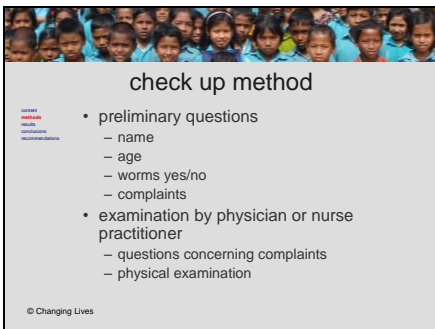 check up method
content
methods
results
conclusions
recommendations
• preliminary questions
– name
– age
– worms yes/no
– complaints
• examination by physician or nurse
practitioner
– questions concerning complaints
– physical examination
© Changing Lives